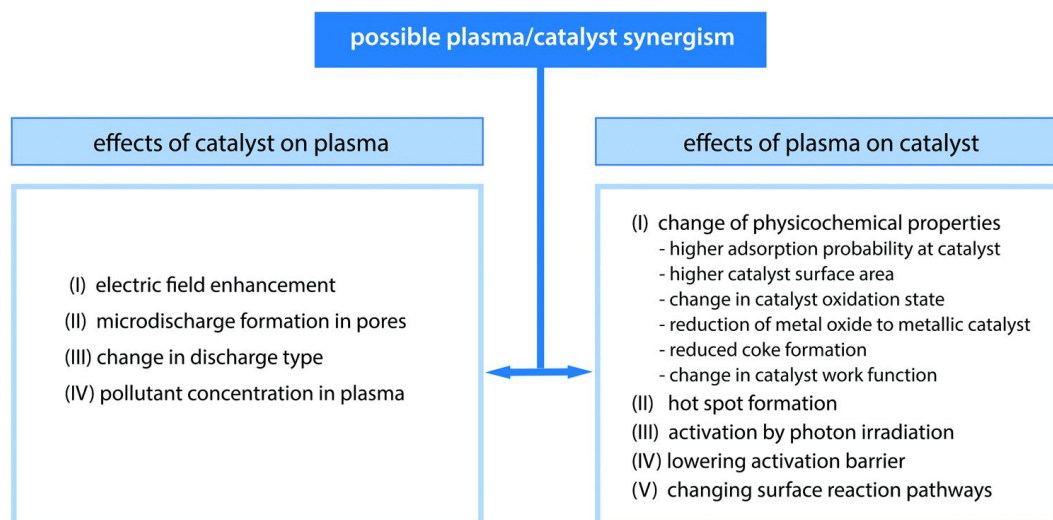 possible plasma/catalyst synergism
effects of catalyst on plasma
(I) electric field enhancement
(II) microdischarge formation in pores
(III) change in discharge type
(IV) pollutant concentration in plasma
effects of plasma on catalyst
(I) change of physicochemical properties
- higher adsorption probability at catalyst
- higher catalyst surface area
- change in catalyst oxidation state
- reduction of metal oxide to metallic catalyst
- reduced coke formation
- change in catalyst work function
(II) hot spot formation
(III) activation by photon irradiation
(IV) lowering activation barrier
(V) changing surface reaction pathways